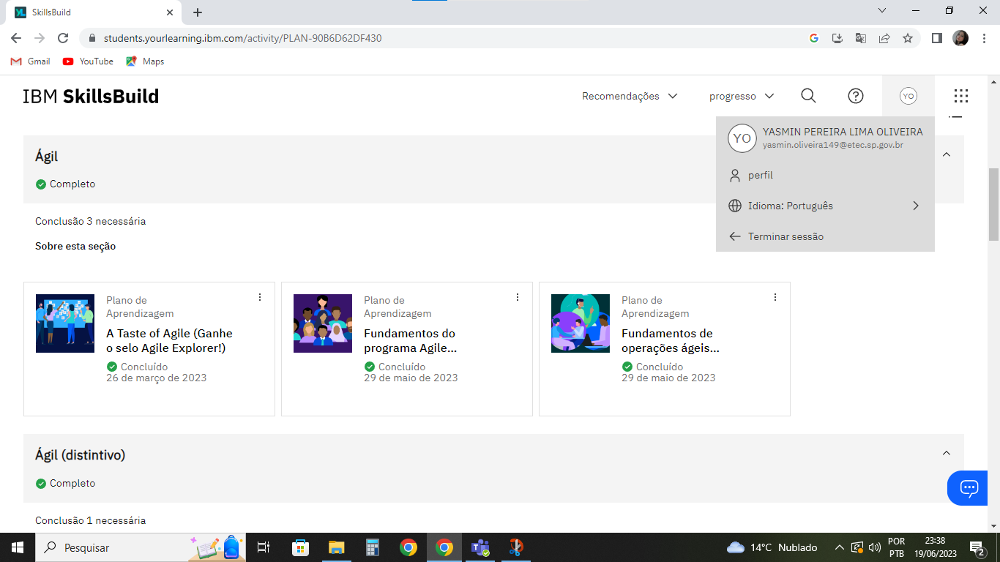 SkillsBuild
students.yourlearning.ibm.com/activity/PLAN-90B6D62DF430
Gmail
YouTube
Maps
IBM SkillsBuild
Recomendações
progresso
YO
YO
YASMIN PEREIRA LIMA OLIVEIRA
yasmin.oliveira149@etec.sp.gov.br
perfil
Idioma: Português
Terminar sessão
Ágil
Completo
Conclusão 3 necessária
Sobre esta seção
Plano de
Aprendizagem
A Taste of Agile (Ganhe
o selo Agile Explorer!)
Concluído
26 de março de 2023
Plano de
Aprendizagem
Fundamentos do
programa Agile...
Concluído
29 de maio de 2023
Plano de
Aprendizagem
Fundamentos de
operações ágeis...
Concluído
29 de maio de 2023
Ágil (distintivo)
Completo
Conclusão 1 necessária
Pesquisar
14°C Nublado
POR
PTB
23:38
19/06/2023
2